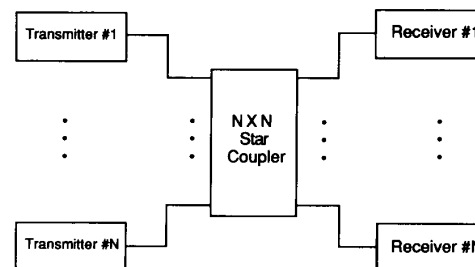 Transmitter #1
Receiver #1
N X N
Star
Coupler
Transmitter #N
Receiver #N